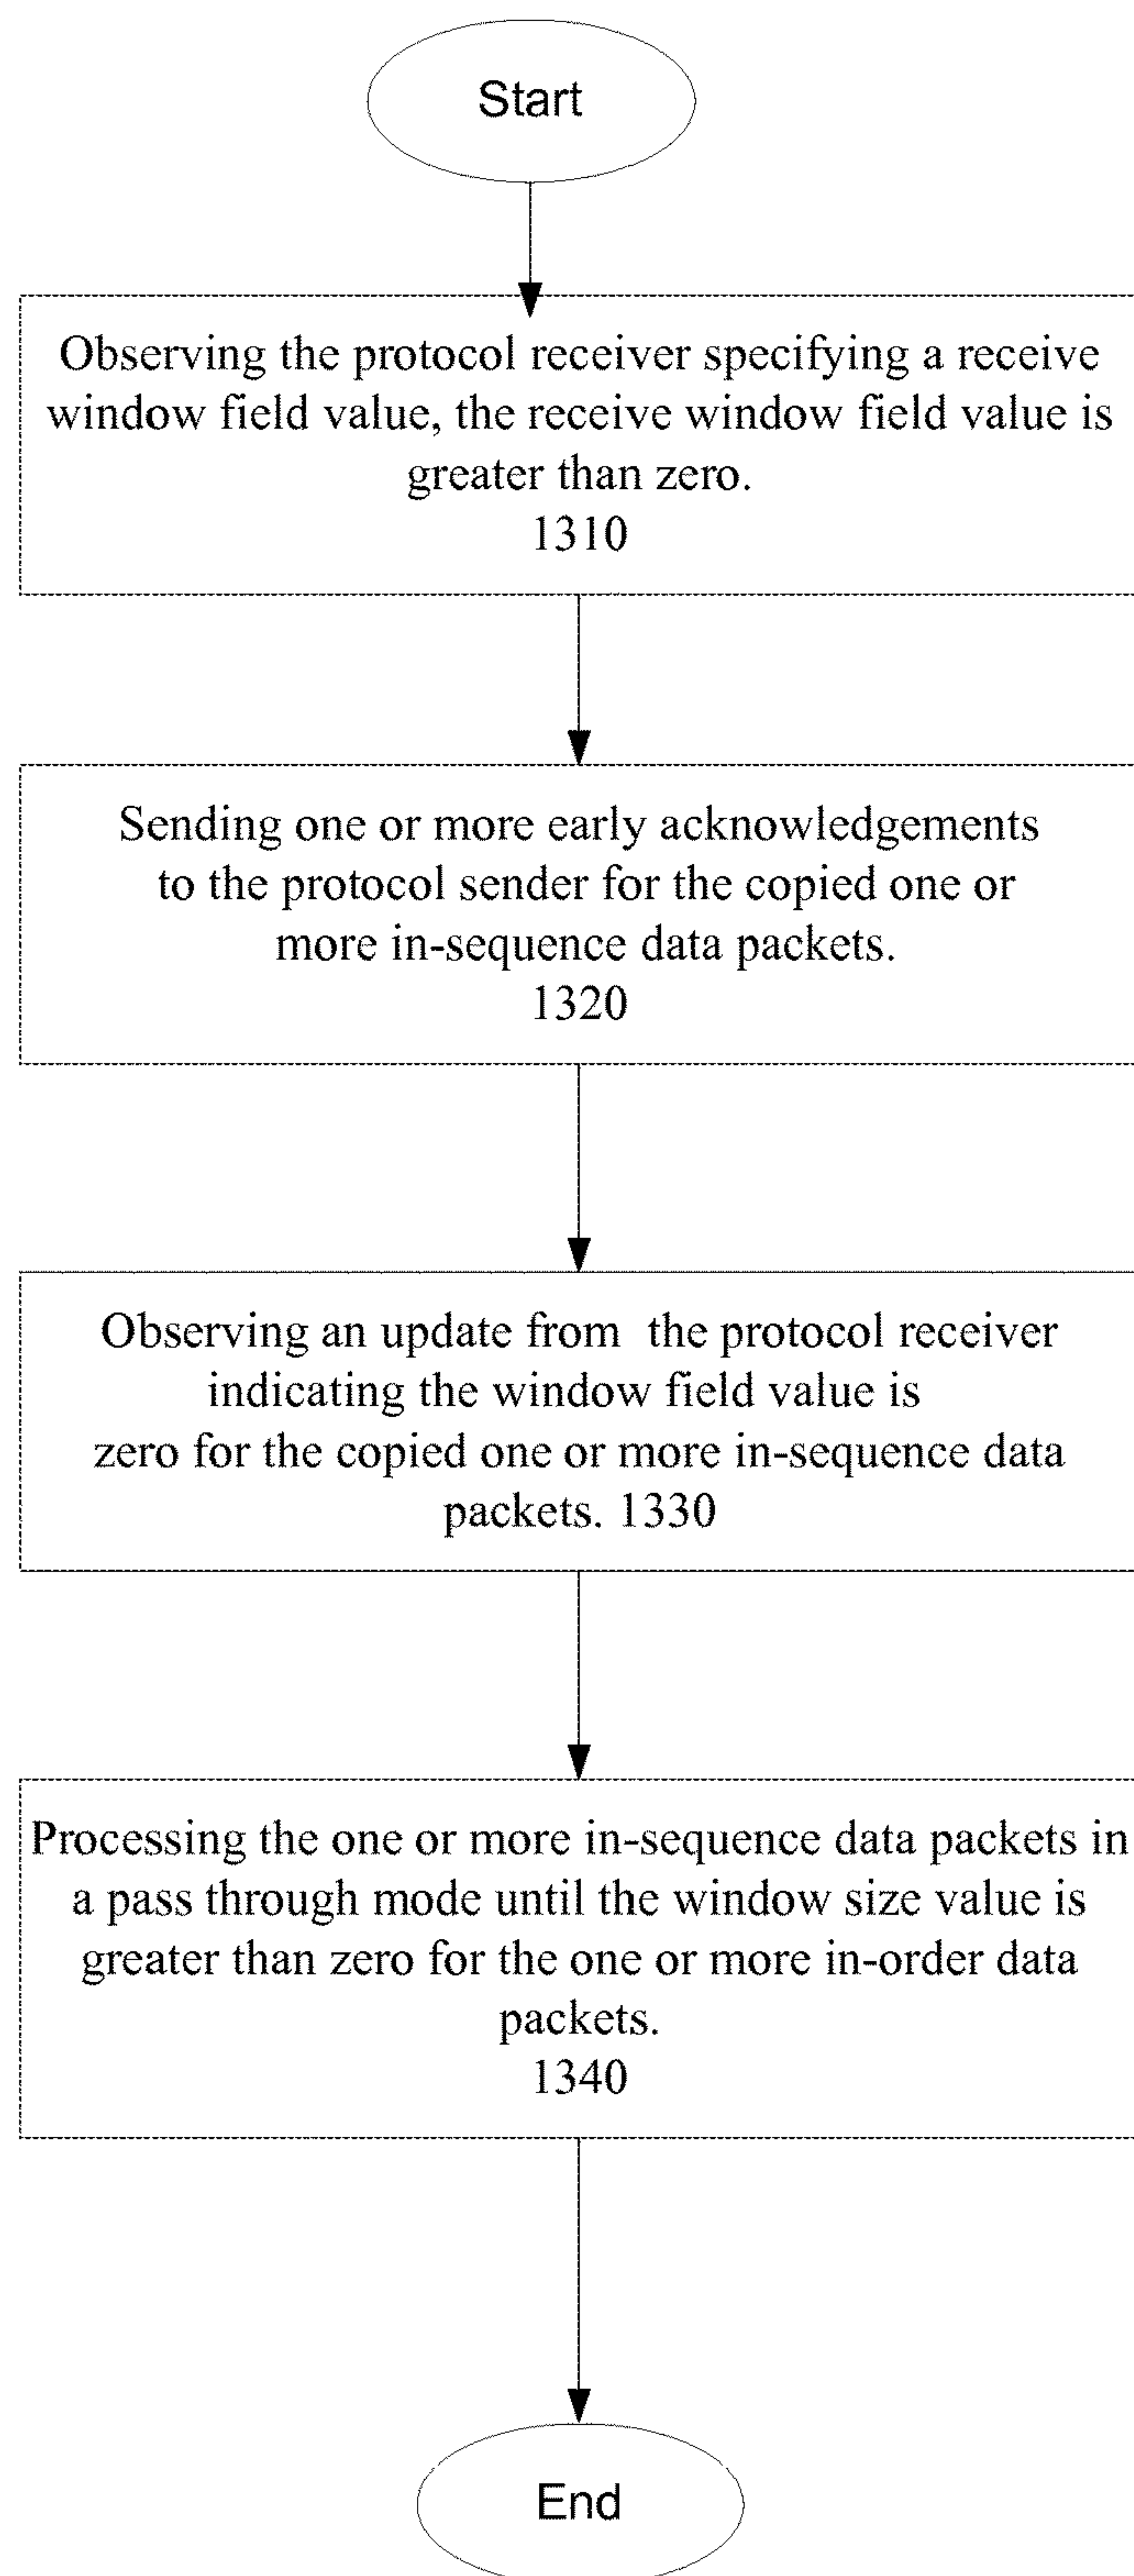 Start
Observing the protocol receiver specifying a receive
window field value, the receive window field value is
greater than zero.
1310
Sending one or more early acknowledgements
to the protocol sender for the copied one or
more in-sequence data packets.
1320
Observing an update from the protocol receiver
indicating the window field value is
zero for the copied one or more in-sequence data
packets. 1330
Processing the one or more in-sequence data packets in
a pass through mode until the window size value is
greater than zero for the one or more in-order data
packets.
1340
End